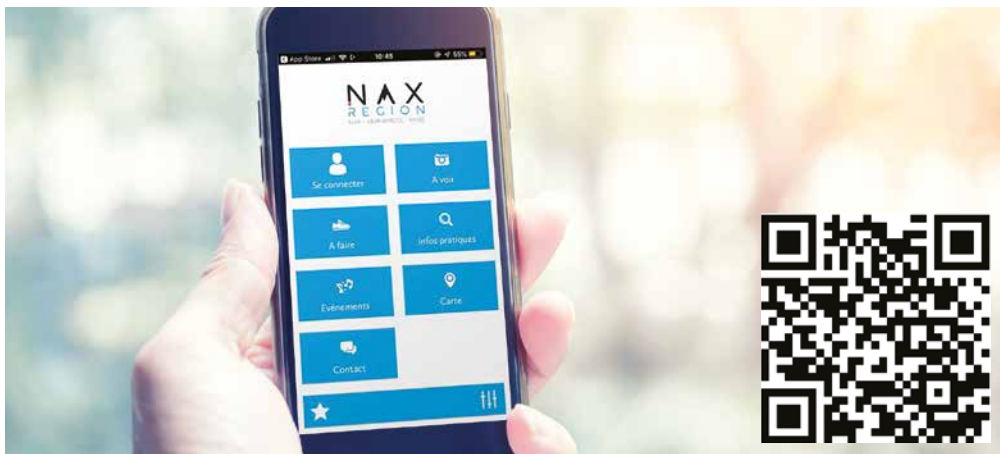 App Store 10:45 55%
NAX
REGION
Se connecter
A voir
A faire
Infos pratiques
Evénements
Carte
Contact